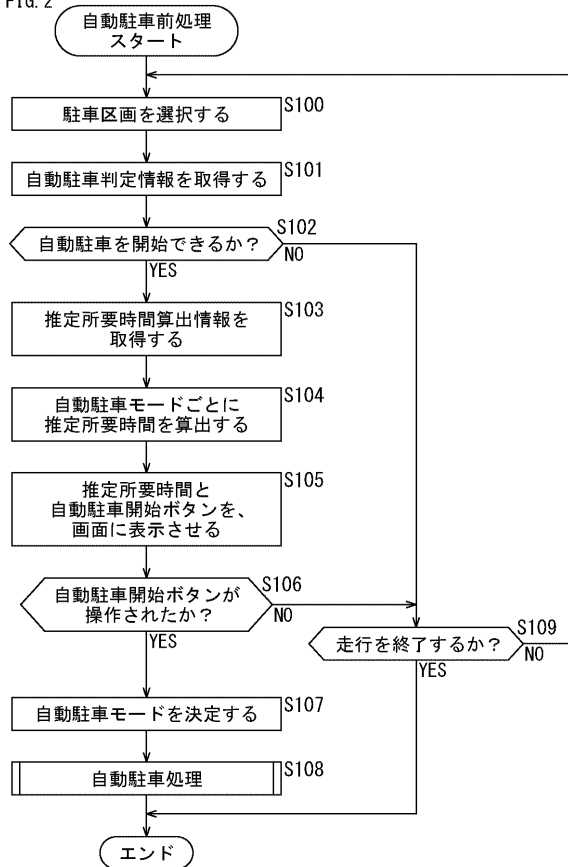 FIG. 2
自動駐車前処理
スタート
駐車区画を選択する
S100
自動駐車判定情報を取得する
S101
自動駐車を開始できるか?
S102
NO
YES
推定所要時間算出情報を
取得する
S103
自動駐車モードごとに
推定所要時間を算出する
S104
推定所要時間と
自動駐車開始ボタンを、
画面に表示させる
S105
自動駐車開始ボタンが
操作されたか?
S106
NO
YES
走行を終了するか?
S109
NO
YES
自動駐車モードを決定する
S107
自動駐車処理
S108
エンド